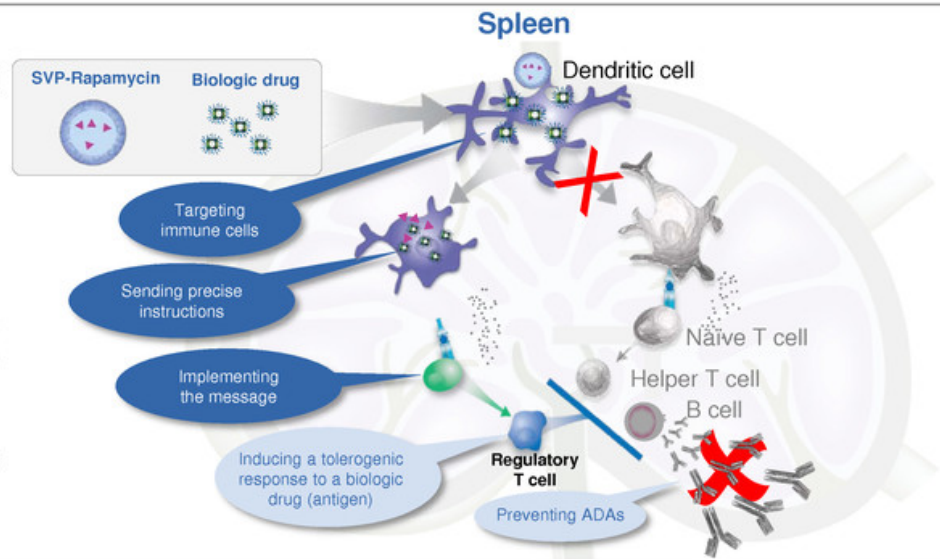 Spleen
SVP-Rapamycin
Biologic drug
Dendritic cell
Targeting
immune cells
Sending precise
instructions
Naïve T cell
Implementing
the message
Helper T cell
B cell
Inducing a tolerogenic
response to a biologic
drug (antigen)
Regulatory
T cell
Preventing ADAs